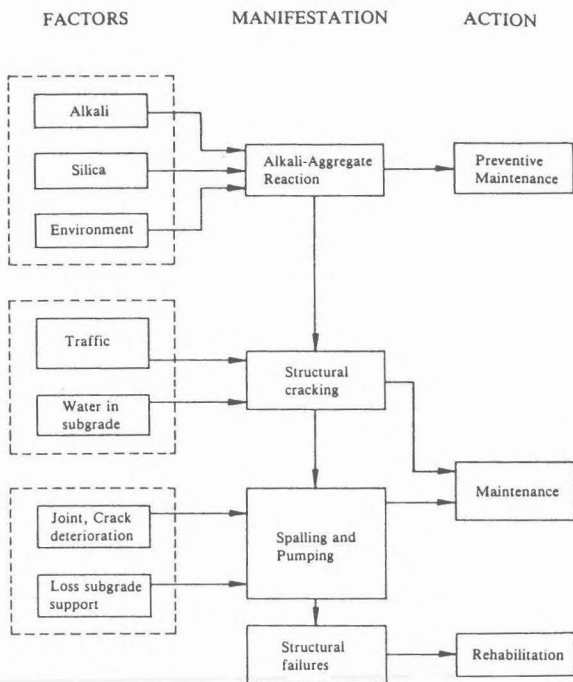 FACTORS
MANIFESTATION
ACTION
Alkali
Silica
Environment
Alkali-Aggregate
Reaction
Preventive
Maintenance
Traffic
Water in
subgrade
Structural
cracking
Maintenance
Joint, Crack
deterioration
Loss subgrade
support
Spalling and
Pumping
Structural
failures
Rehabilitation